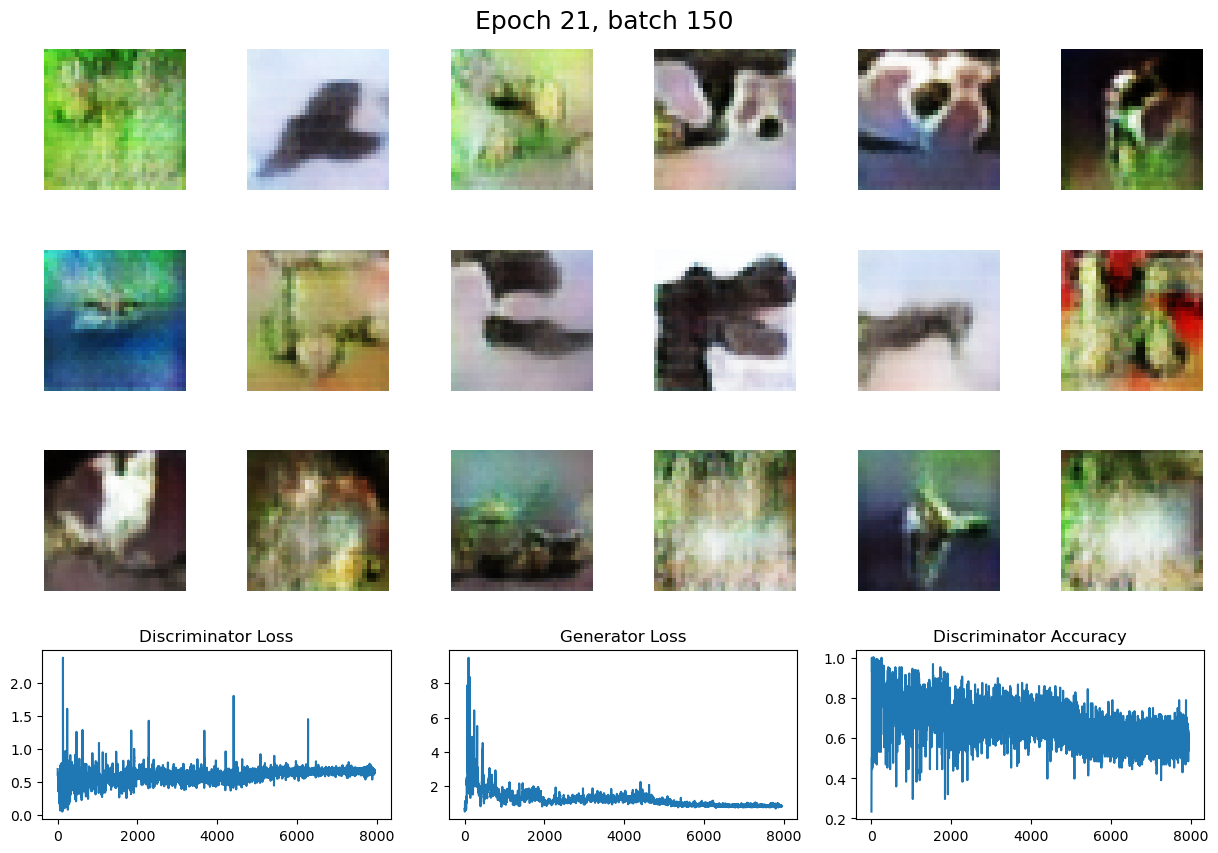 Epoch 21, batch 150
Discriminator Loss
Generator Loss
Discriminator Accuracy
2.0
1.5
1.0
0.5
0.0
0 2000 4000 6000 8000
8
6
4
2
0 2000 4000 6000 8000
1.0
0.8
0.6
0.4
0.2
0 2000 4000 6000 8000